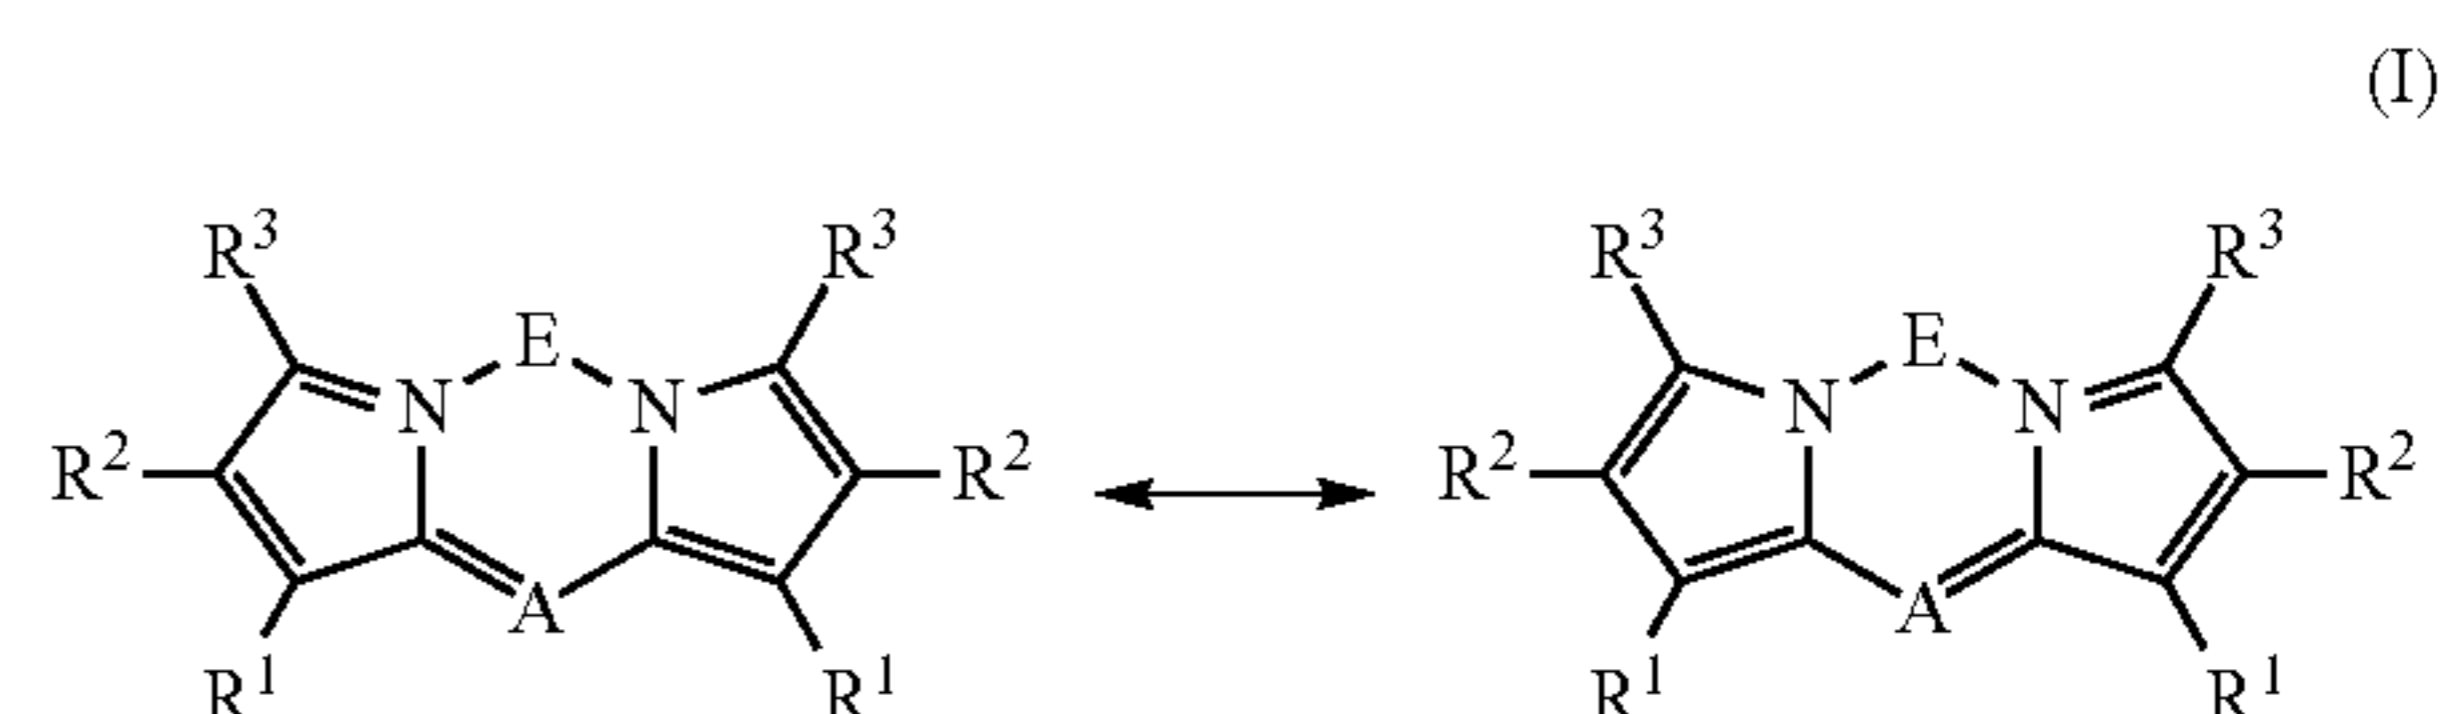 (I)
R³ R³ R³ R³
E E
N N N N
R² R² R² R²
A A
R¹ R¹ R¹ R¹